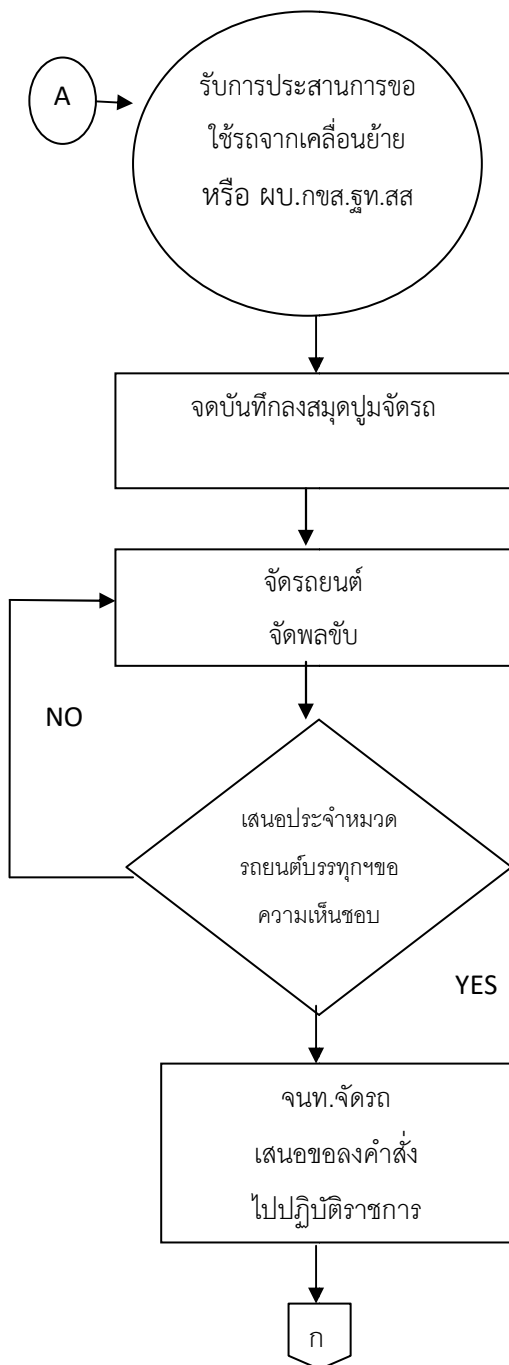 A
รับการประสานการขอ
ใช้รถจากเคลื่อนย้าย
หรือ ผบ.กขส.ฐท.สส
จดบันทึกลงสมุดปูมจัดรถ
จัดรถยนต์
จัดพลขับ
NO
เสนอประจำหมวด
รถยนต์บรรทุกฯขอ
ความเห็นชอบ
YES
จนท.จัดรถ
เสนอขอลงคำสั่ง
ไปปฏิบัติราชการ
ก